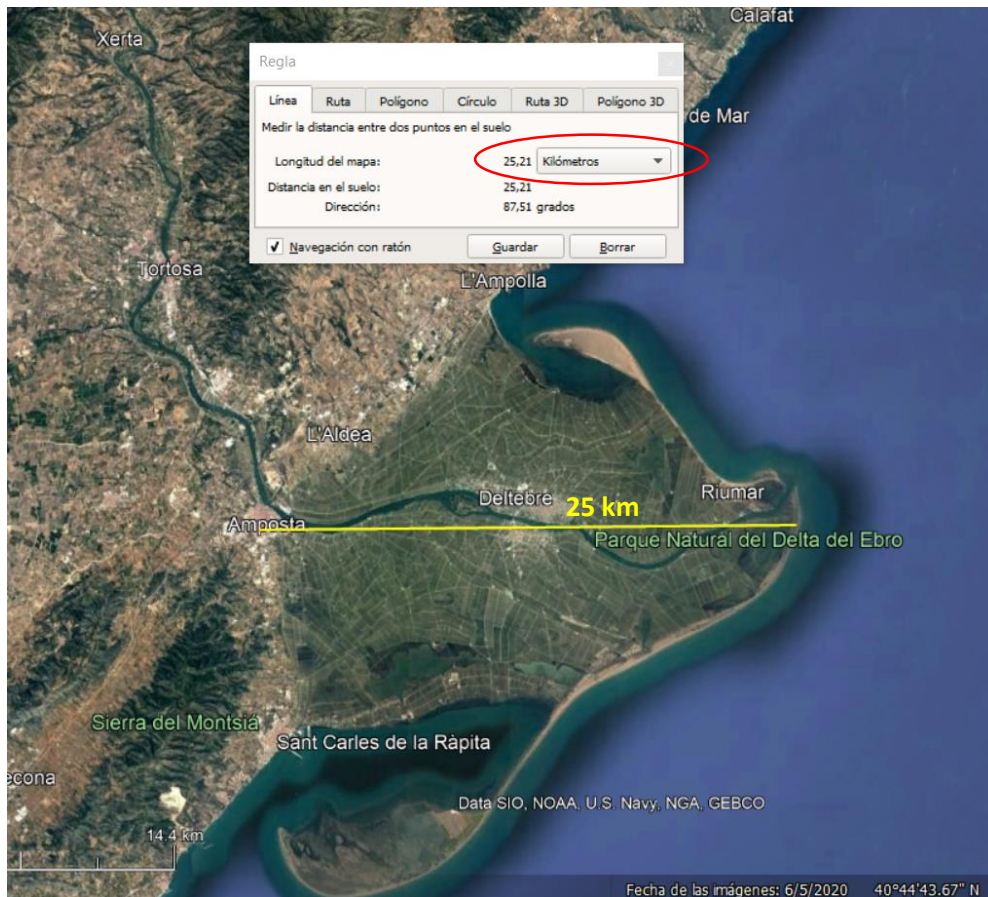 Calafat
Xerta
Regla
Línea Ruta Polígono Círculo Ruta 3D Polígono 3D
de Mar
Medir la distancia entre dos puntos en el suelo
Longitud del mapa: 25,21 Kilómetros
Distancia en el suelo: 25,21
Dirección: 87,51 grados
Navegación con ratón Guardar Borrar
Tortosa
L'Ampolla
L'Aldea
Deltebre
Riumar
25 km
Amposta
Parque Natural del Delta del Ebro
Sierra del Montsiá
Sant Carles de la Ràpita
econa
Data SIO, NOAA, U.S. Navy, NGA, GEBCO
14.4 km
Fecha de las imágenes: 6/5/2020 40°44'43.67" N